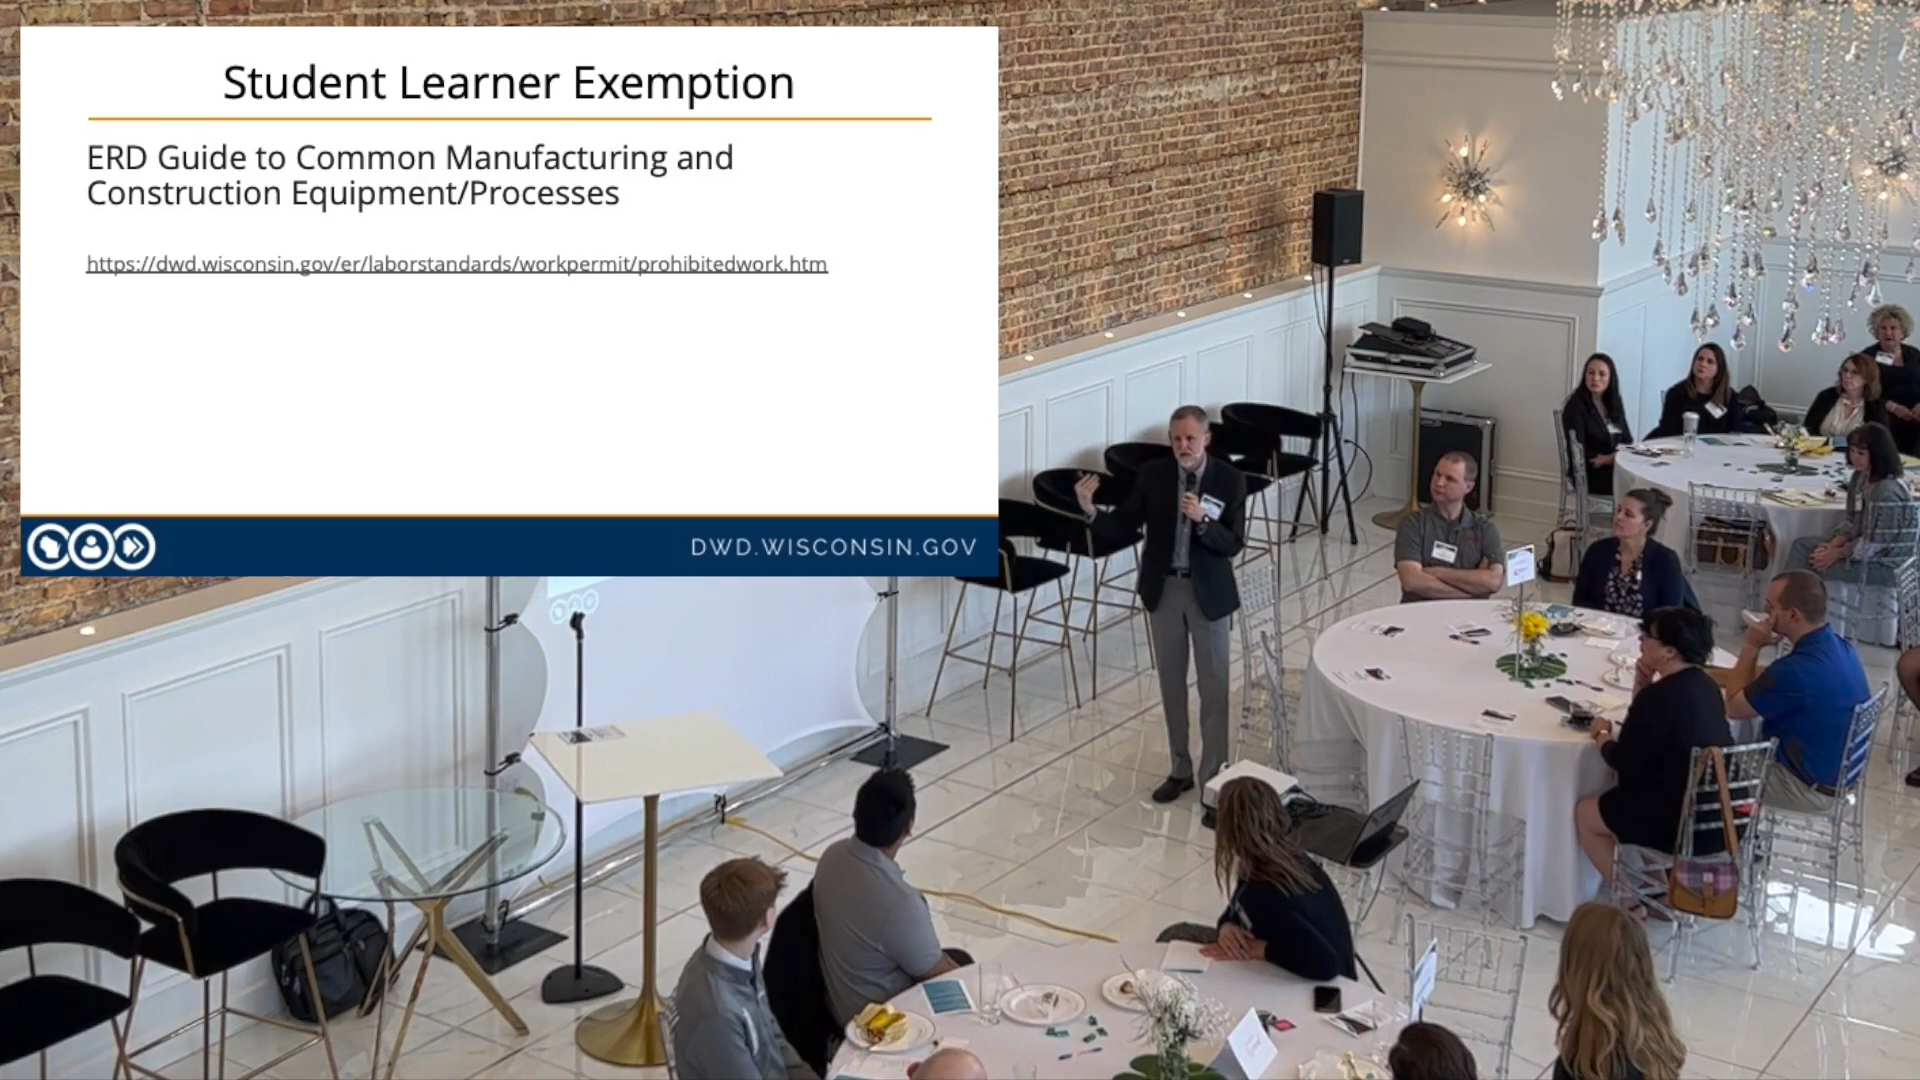 Student Learner Exemption
ERD Guide to Common Manufacturing and
Construction Equipment/Processes
https://dwd.wisconsin.gov/er/laborstandards/workpermit/prohibitedwork.htm
DWD.WISCONSIN.GOV